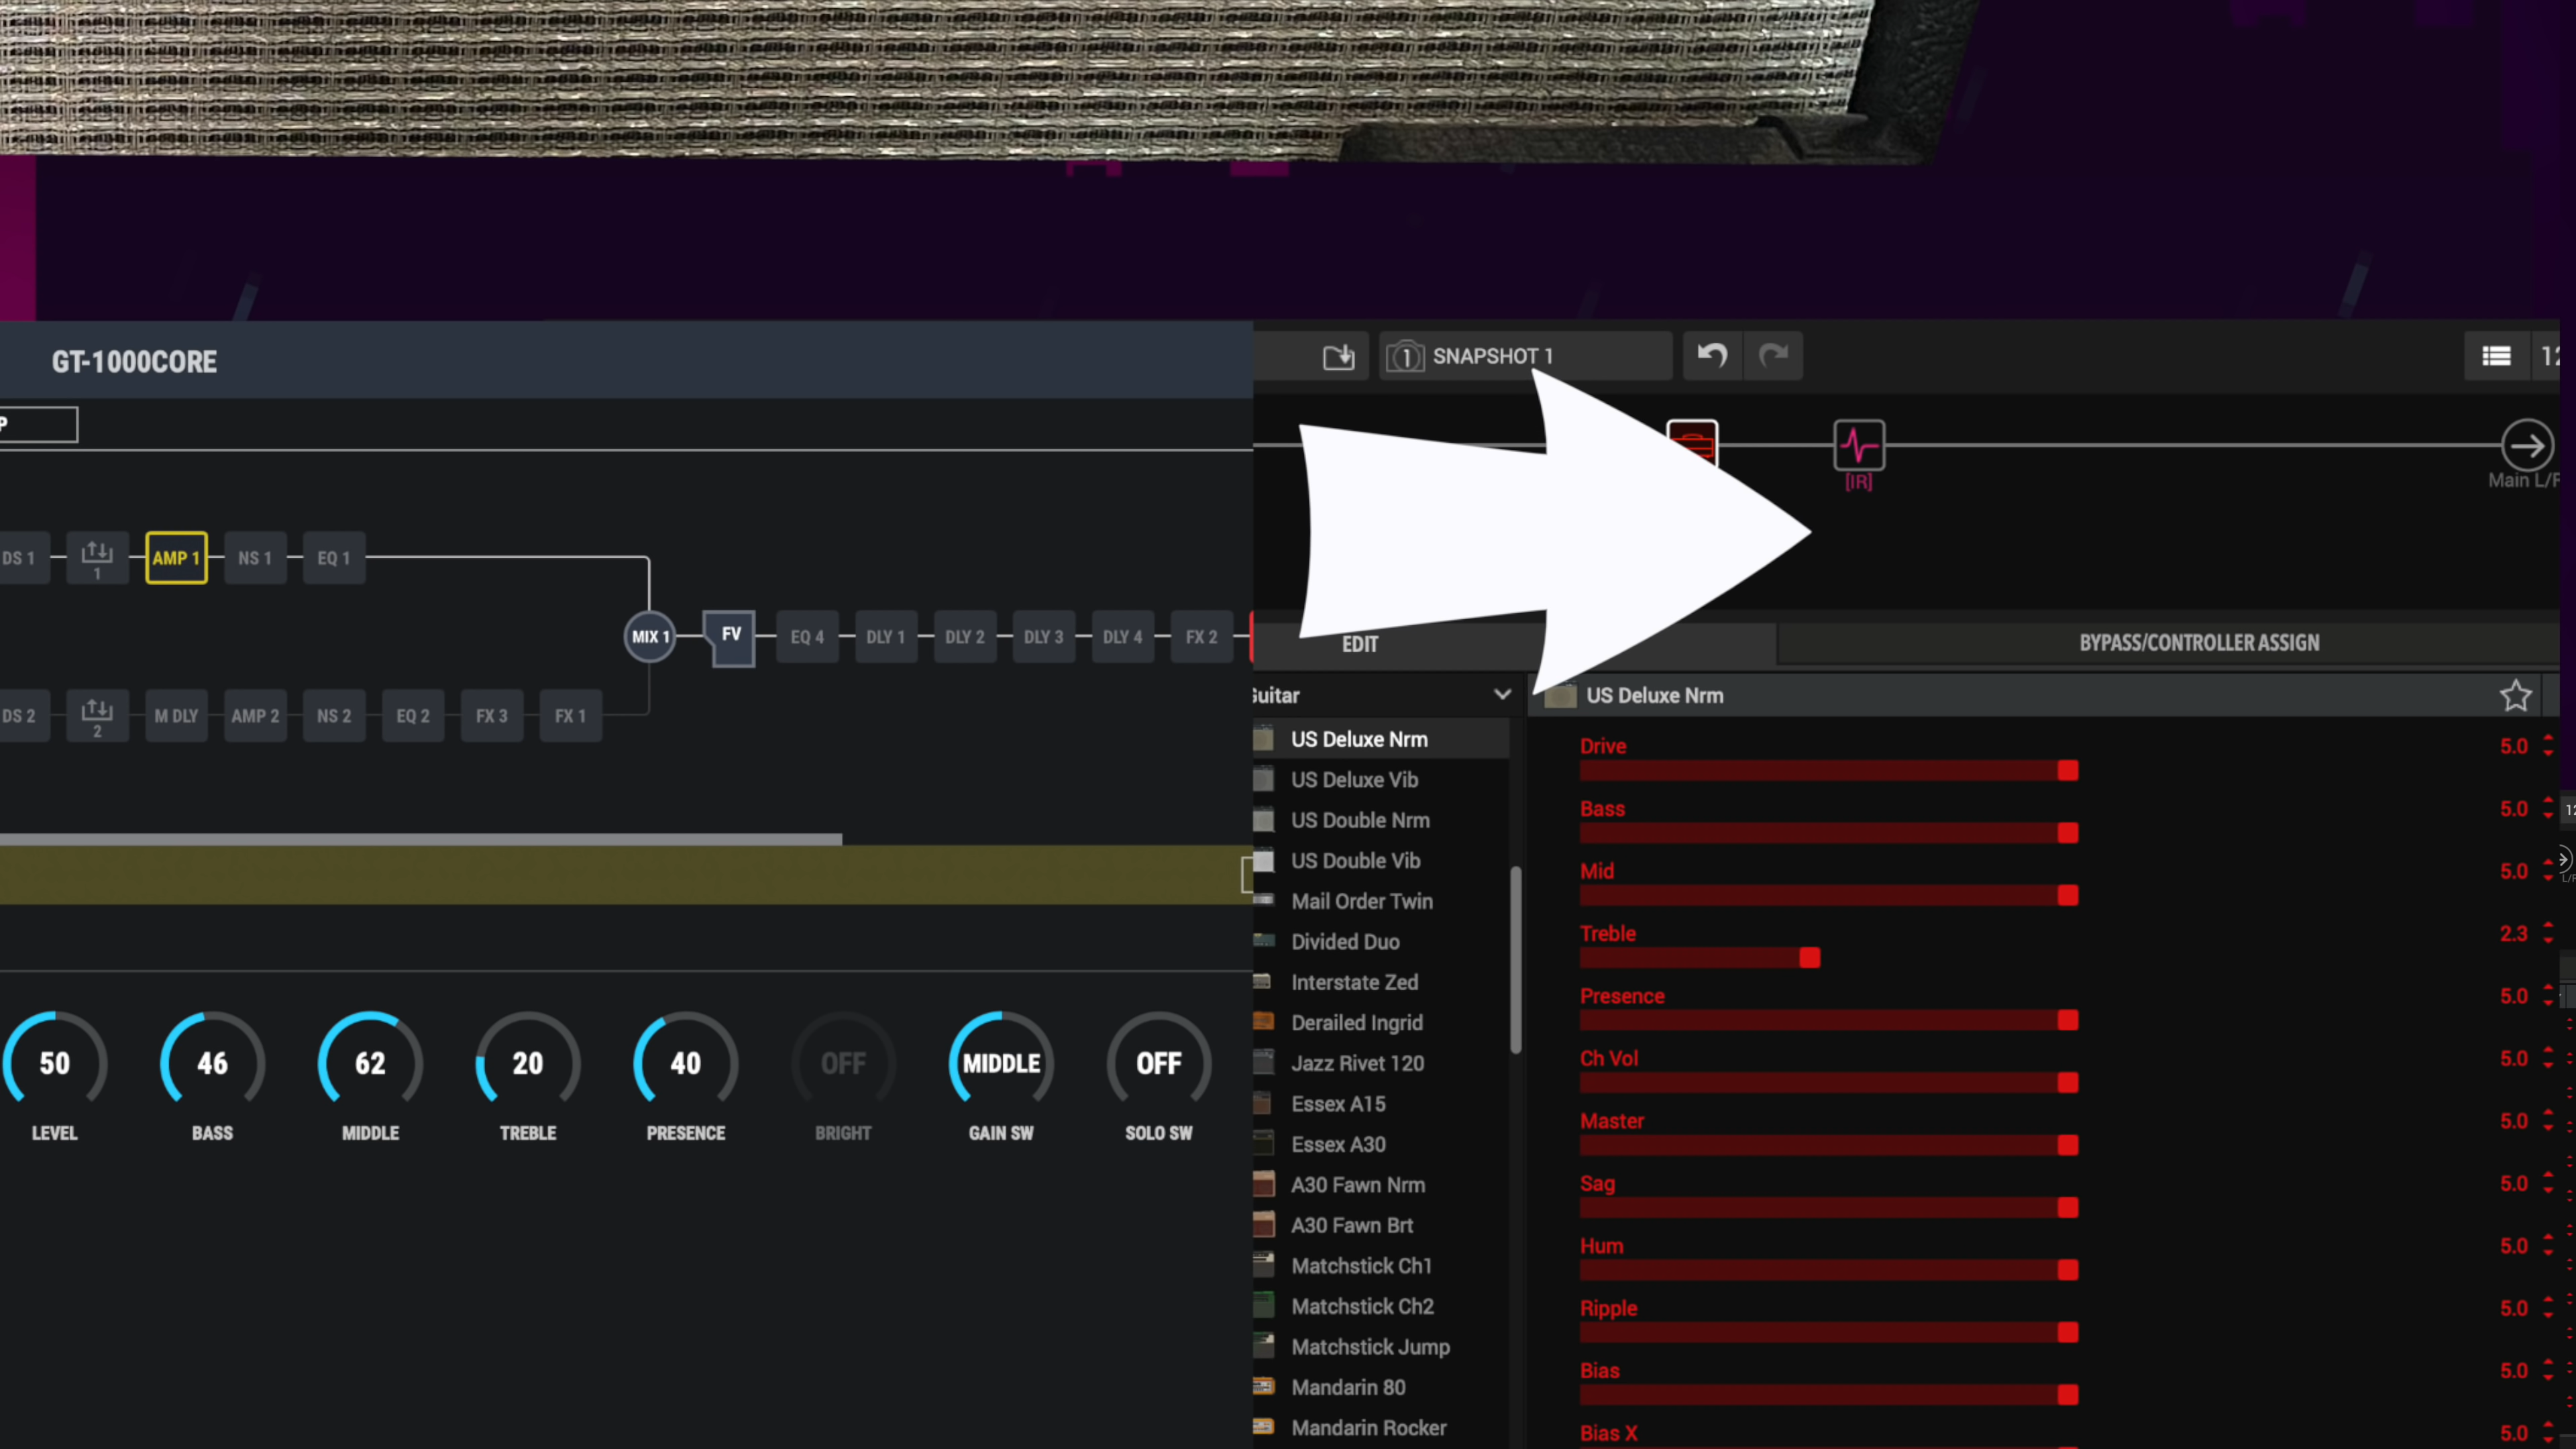 GT-1000CORE
P
DS 1
1
AMP 1
NS 1
EQ 1
MIX 1
FV
EQ 4
DLY 1
DLY 2
DLY 3
DLY 4
FX 2
DS 2
2
M DLY
AMP 2
NS 2
EQ 2
FX 3
FX 1
50
46
62
20
40
OFF
MIDDLE
OFF
LEVEL
BASS
MIDDLE
TREBLE
PRESENCE
BRIGHT
GAIN SW
SOLO SW
1
SNAPSHOT 1
12
[IR]
Main L/R
EDIT
BYPASS/CONTROLLER ASSIGN
Guitar
US Deluxe Nrm
US Deluxe Vib
US Double Nrm
US Double Vib
Mail Order Twin
Divided Duo
Interstate Zed
Derailed Ingrid
Jazz Rivet 120
Essex A15
Essex A30
A30 Fawn Nrm
A30 Fawn Brt
Matchstick Ch1
Matchstick Ch2
Matchstick Jump
Mandarin 80
Mandarin Rocker
US Deluxe Nrm
Drive 5.0
Bass 5.0
Mid 5.0
Treble 2.3
Presence 5.0
Ch Vol 5.0
Master 5.0
Sag 5.0
Hum 5.0
Ripple 5.0
Bias 5.0
Bias X 5.0
12